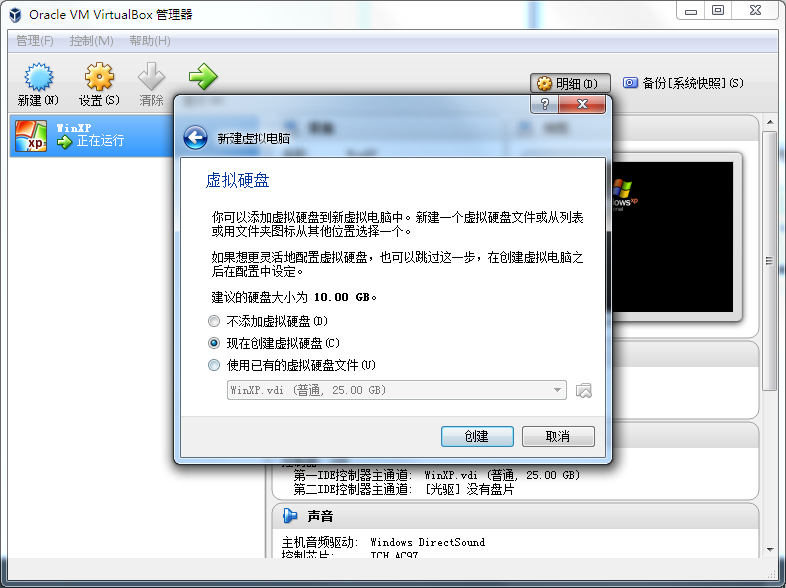 Oracle VM VirtualBox 管理器
管理(F) 控制(M) 帮助(H)
新建(N) 设置(S) 清除
明细(D) 备份[系统快照](S)
WinXP
正在运行
新建虚拟电脑
虚拟硬盘
你可以添加虚拟硬盘到新虚拟电脑中。新建一个虚拟硬盘文件或从列表
或用文件夹图标从其他位置选择一个。
如果想更灵活地配置虚拟硬盘，也可以跳过这一步，在创建虚拟电脑之
后在配置中设定。
建议的硬盘大小为 10.00 GB。
不添加虚拟硬盘(D)
现在创建虚拟硬盘(C)
使用已有的虚拟硬盘文件(U)
WinXP.vdi (普通, 25.00 GB)
创建 取消
第一IDE控制器主通道: WinXP.vdi (普通, 25.00 GB)
第二IDE控制器主通道: [光驱] 没有盘片
声音
主机音频驱动: Windows DirectSound
控制芯片: ICH AC97